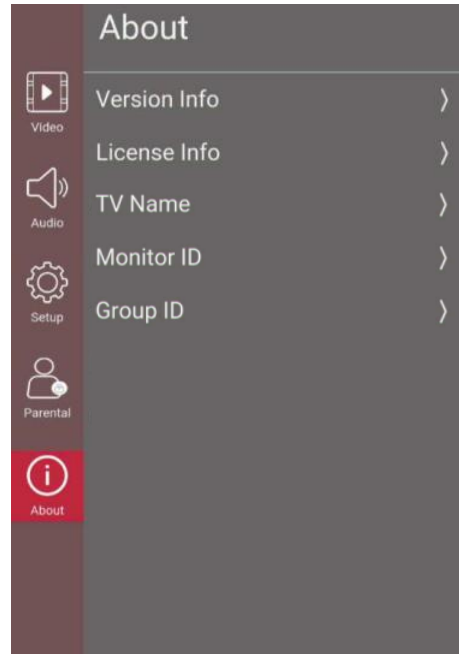 About
Video
Audio
Setup
Parental
About
Version Info
License Info
TV Name
Monitor ID
Group ID